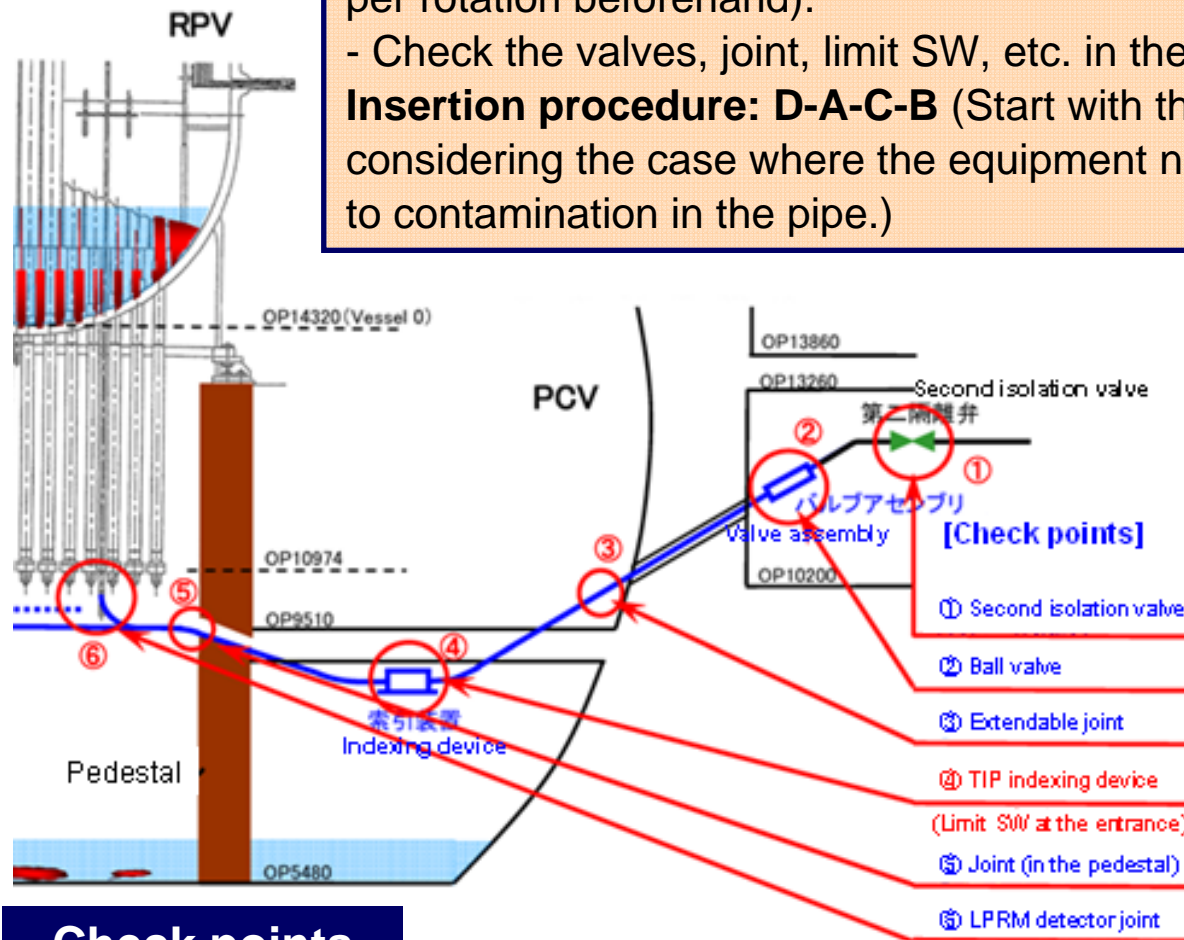 per rotation beforehand).
- Check the valves, joint, limit SW, etc. in the
Insertion procedure: D-A-C-B (Start with th
considering the case where the equipment n
to contamination in the pipe.)
RPV
OP14320(Vessel 0)
PCV
OP13860
OP13260
Second isolation valve
第二隔離弁
②
①
バルブアセンブリ
Valve assembly
[Check points]
③
OP10974
OP10200
① Second isolation valve
⑤
OP9510
② Ball valve
⑥
④
③ Extendable joint
索引装置
Indexing device
Pedestal
④ TIP indexing device
(Limit SW at the entrance)
⑤ Joint (in the pedestal)
OP5480
⑥ LPRM detector joint
Check points